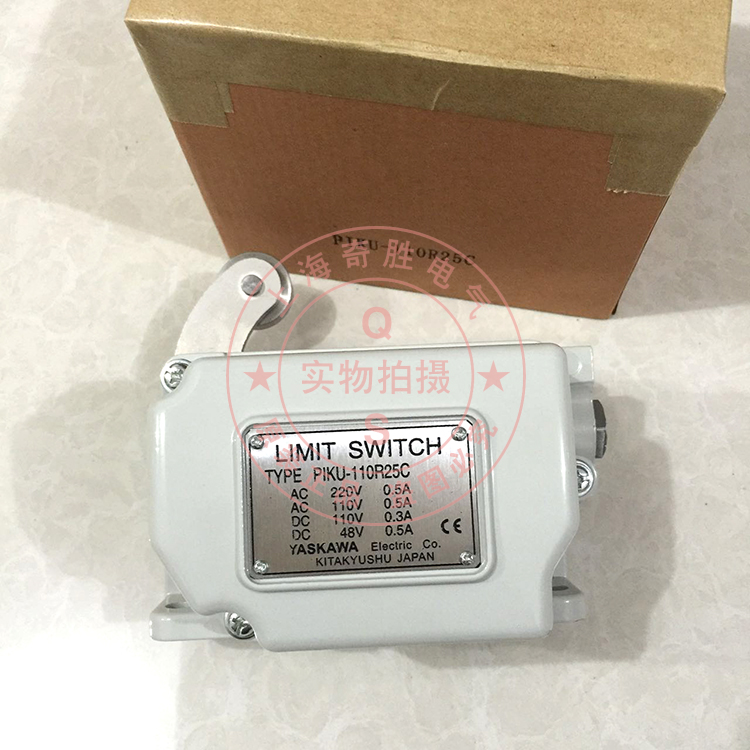 PIKU-110R25C
上海奇胜电气
Q
实物拍摄
S
图必
LIMIT SWITCH
TYPE PIKU-110R25C
AC 220V 0.5A
AC 110V 0.5A
DC 110V 0.3A
DC 48V 0.5A
CE
YASKAWA Electric Co.
KITAKYUSHU JAPAN